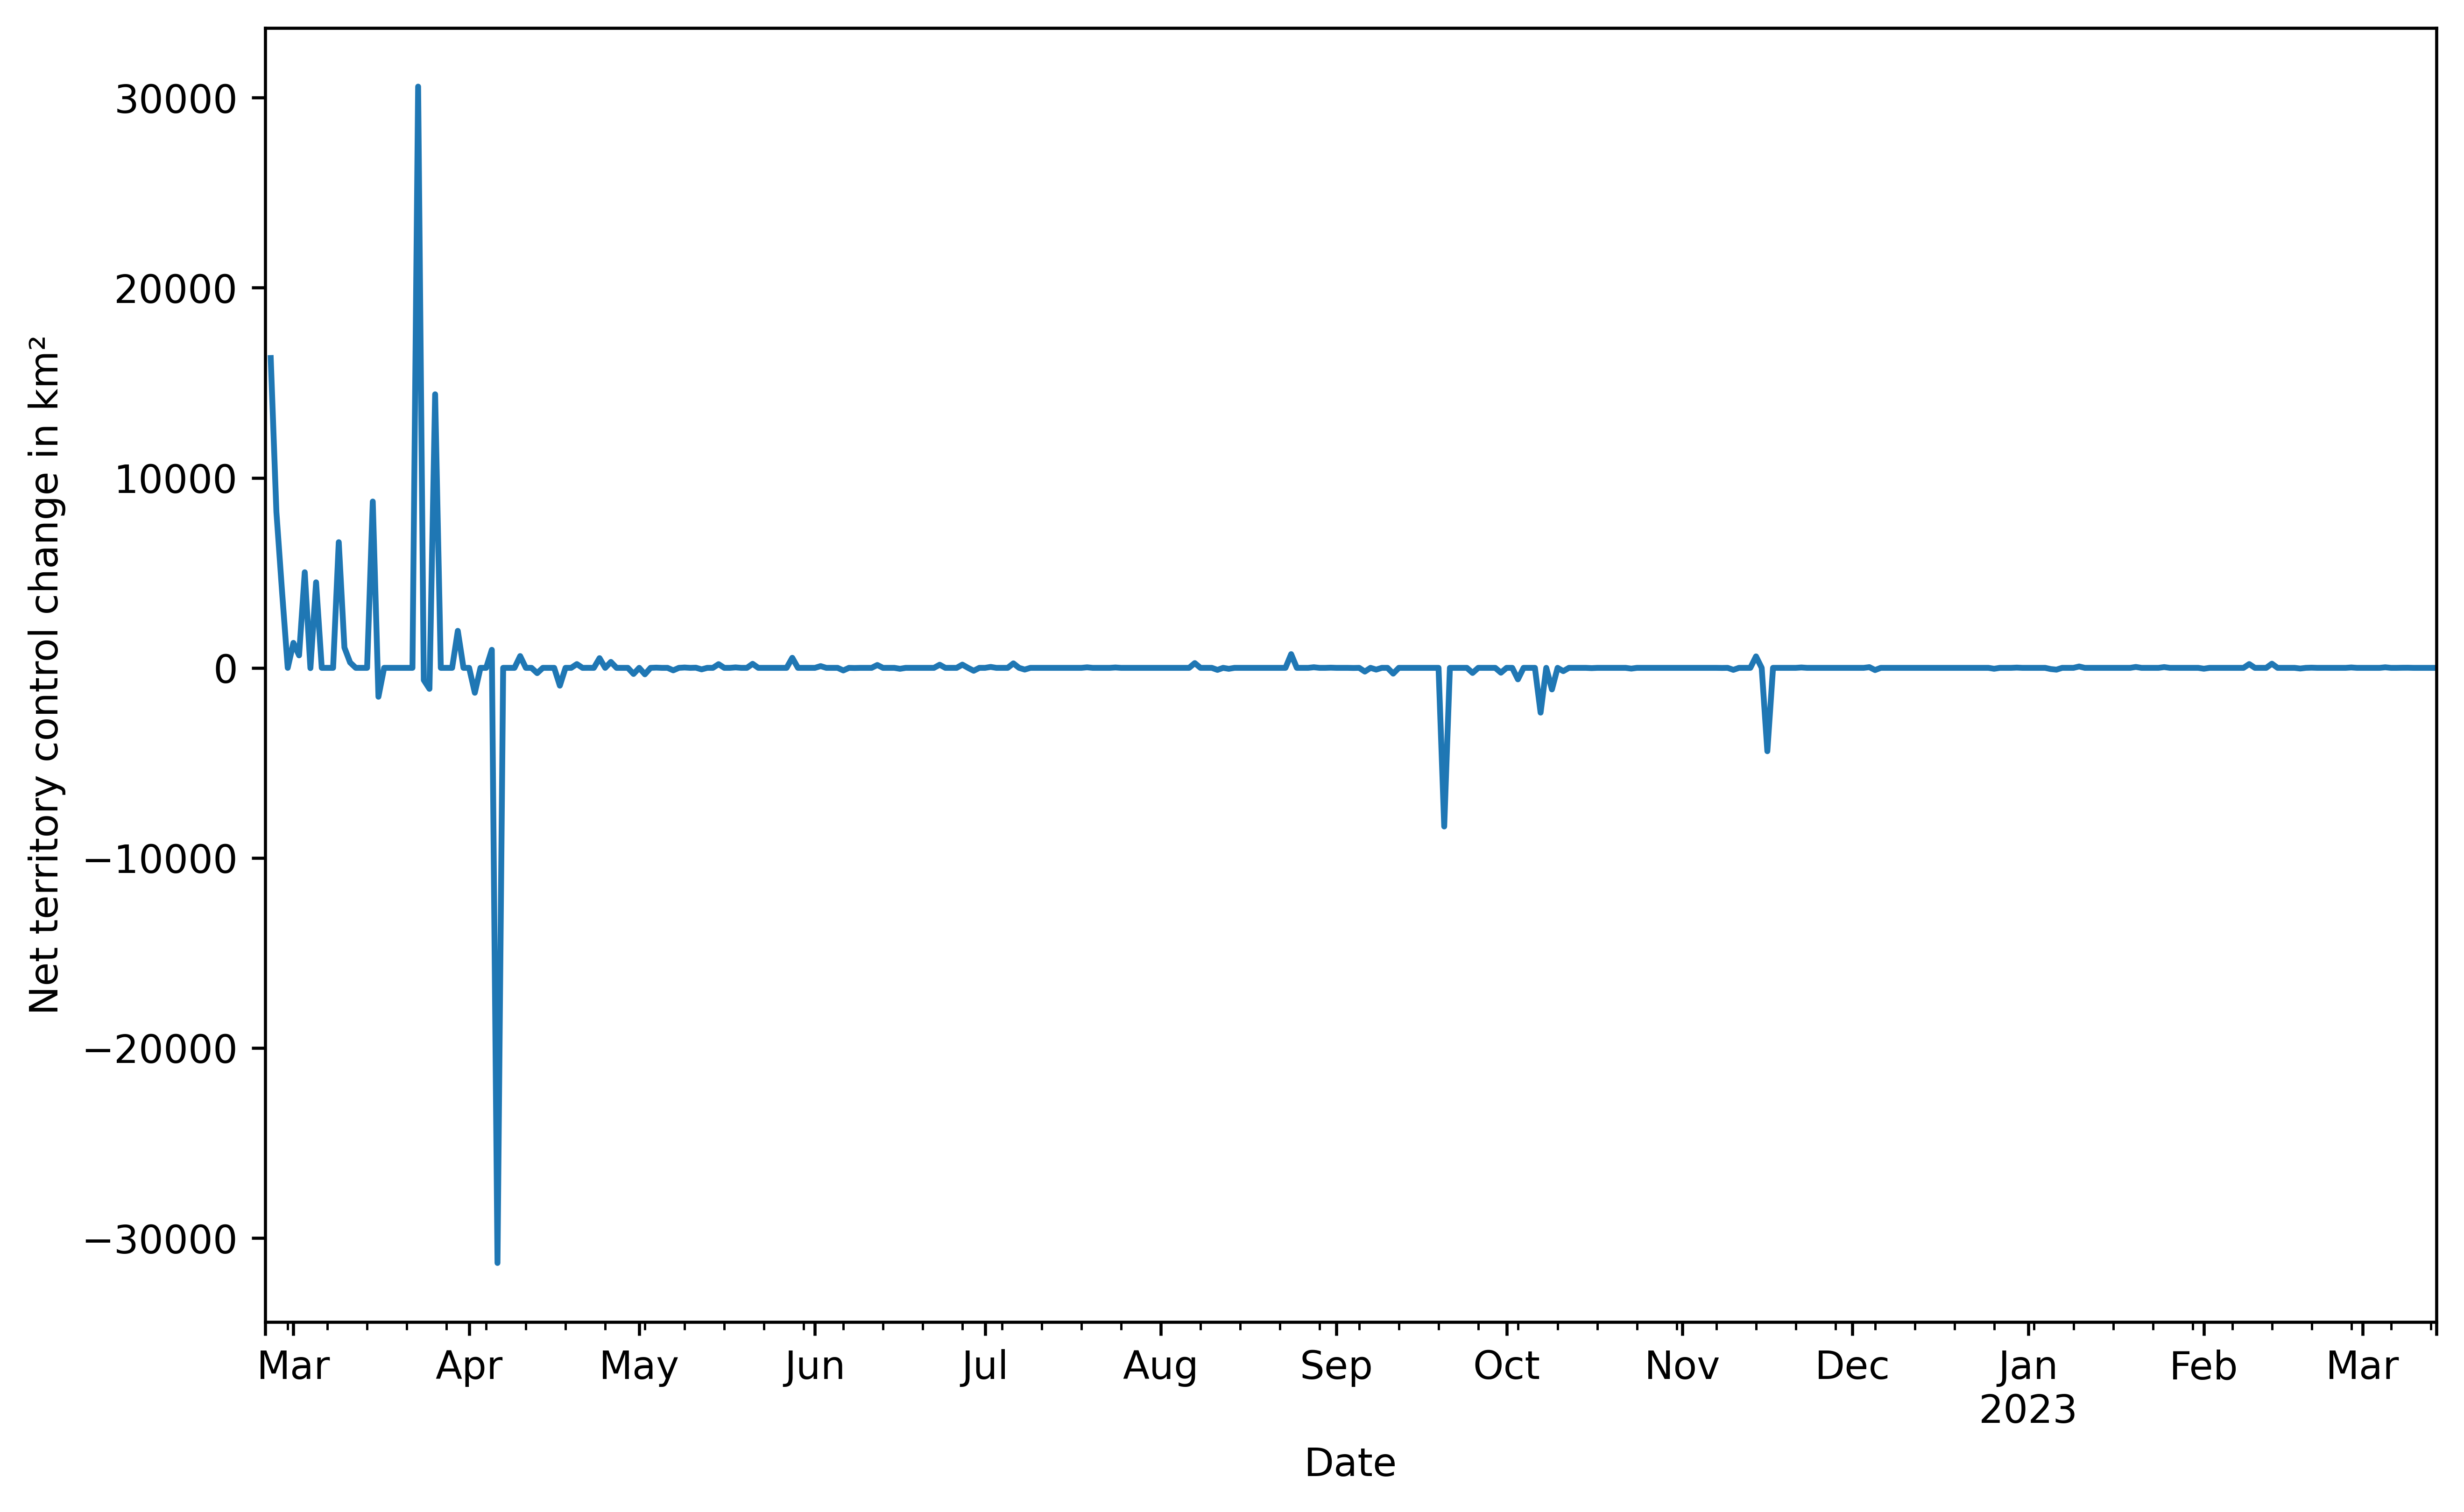 Net territory control change in km²
30000
20000
10000
0
−10000
−20000
−30000
Mar Apr May Jun Jul Aug Sep Oct Nov Dec Jan Feb Mar
2023
Date